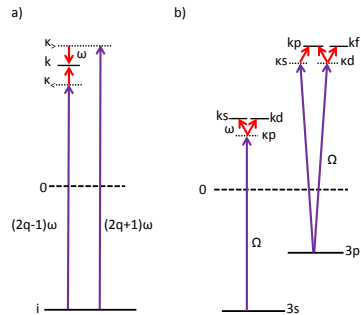 a)
κ>
ω
k
κ<
0
(2q-1)ω
(2q+1)ω
i
b)
kp
kf
κs
κd
ks
kd
ω
κp
0
Ω
Ω
3p
3s